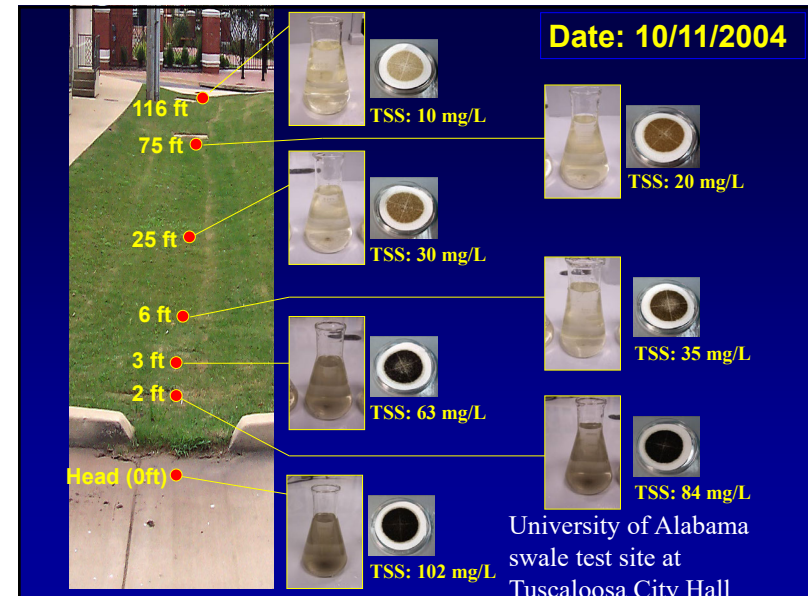 Date: 10/11/2004
116 ft
TSS: 10 mg/L
75 ft
TSS: 20 mg/L
25 ft
TSS: 30 mg/L
6 ft
TSS: 35 mg/L
3 ft
TSS: 63 mg/L
2 ft
TSS: 84 mg/L
Head (0ft)
TSS: 102 mg/L
University of Alabama
swale test site at
Tuscaloosa City Hall